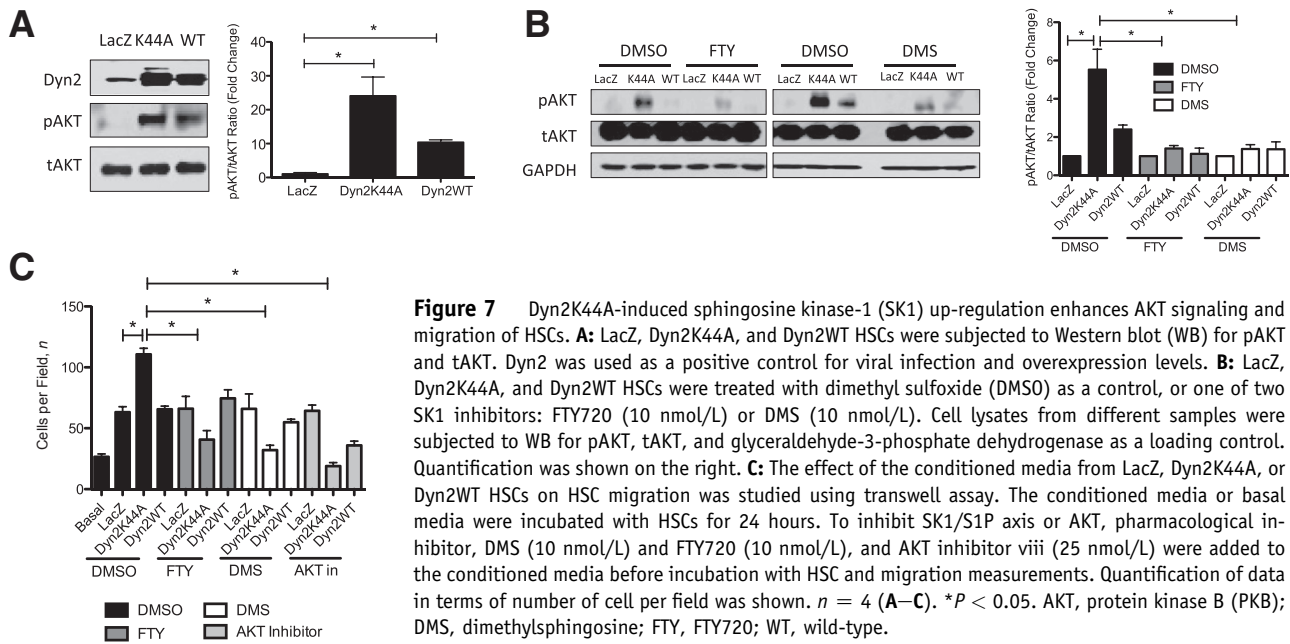 A
LacZ K44A WT
Dyn2
pAKT
tAKT
pAKT/tAKT Ratio (Fold Change)
40
30
20
10
0
* 
*
LacZ Dyn2K44A Dyn2WT
B
DMSO FTY DMSO DMS
LacZ K44A WT LacZ K44A WT LacZ K44A WT LacZ K44A WT
pAKT
tAKT
GAPDH
pAKT/tAKT Ratio (Fold Change)
8
6
4
2
0
*
* *
DMSO
FTY
DMS
LacZ Dyn2K44A Dyn2WT LacZ Dyn2K44A Dyn2WT LacZ Dyn2K44A Dyn2WT
DMSO FTY DMS
C
Cells per Field, n
150
100
50
0
*
*
* *
Basal LacZ Dyn2K44A Dyn2WT LacZ Dyn2K44A Dyn2WT LacZ Dyn2K44A Dyn2WT LacZ Dyn2K44A Dyn2WT
DMSO FTY DMS AKT in
DMSO DMS
FTY AKT Inhibitor
Figure 7 Dyn2K44A-induced sphingosine kinase-1 (SK1) up-regulation enhances AKT signaling and
migration of HSCs. A: LacZ, Dyn2K44A, and Dyn2WT HSCs were subjected to Western blot (WB) for pAKT
and tAKT. Dyn2 was used as a positive control for viral infection and overexpression levels. B: LacZ,
Dyn2K44A, and Dyn2WT HSCs were treated with dimethyl sulfoxide (DMSO) as a control, or one of two
SK1 inhibitors: FTY720 (10 nmol/L) or DMS (10 nmol/L). Cell lysates from different samples were
subjected to WB for pAKT, tAKT, and glyceraldehyde-3-phosphate dehydrogenase as a loading control.
Quantification was shown on the right. C: The effect of the conditioned media from LacZ, Dyn2K44A, or
Dyn2WT HSCs on HSC migration was studied using transwell assay. The conditioned media or basal
media were incubated with HSCs for 24 hours. To inhibit SK1/S1P axis or AKT, pharmacological in-
hibitor, DMS (10 nmol/L) and FTY720 (10 nmol/L), and AKT inhibitor viii (25 nmol/L) were added to
the conditioned media before incubation with HSC and migration measurements. Quantification of data
in terms of number of cell per field was shown. n = 4 (A–C). *P < 0.05. AKT, protein kinase B (PKB);
DMS, dimethylsphingosine; FTY, FTY720; WT, wild-type.